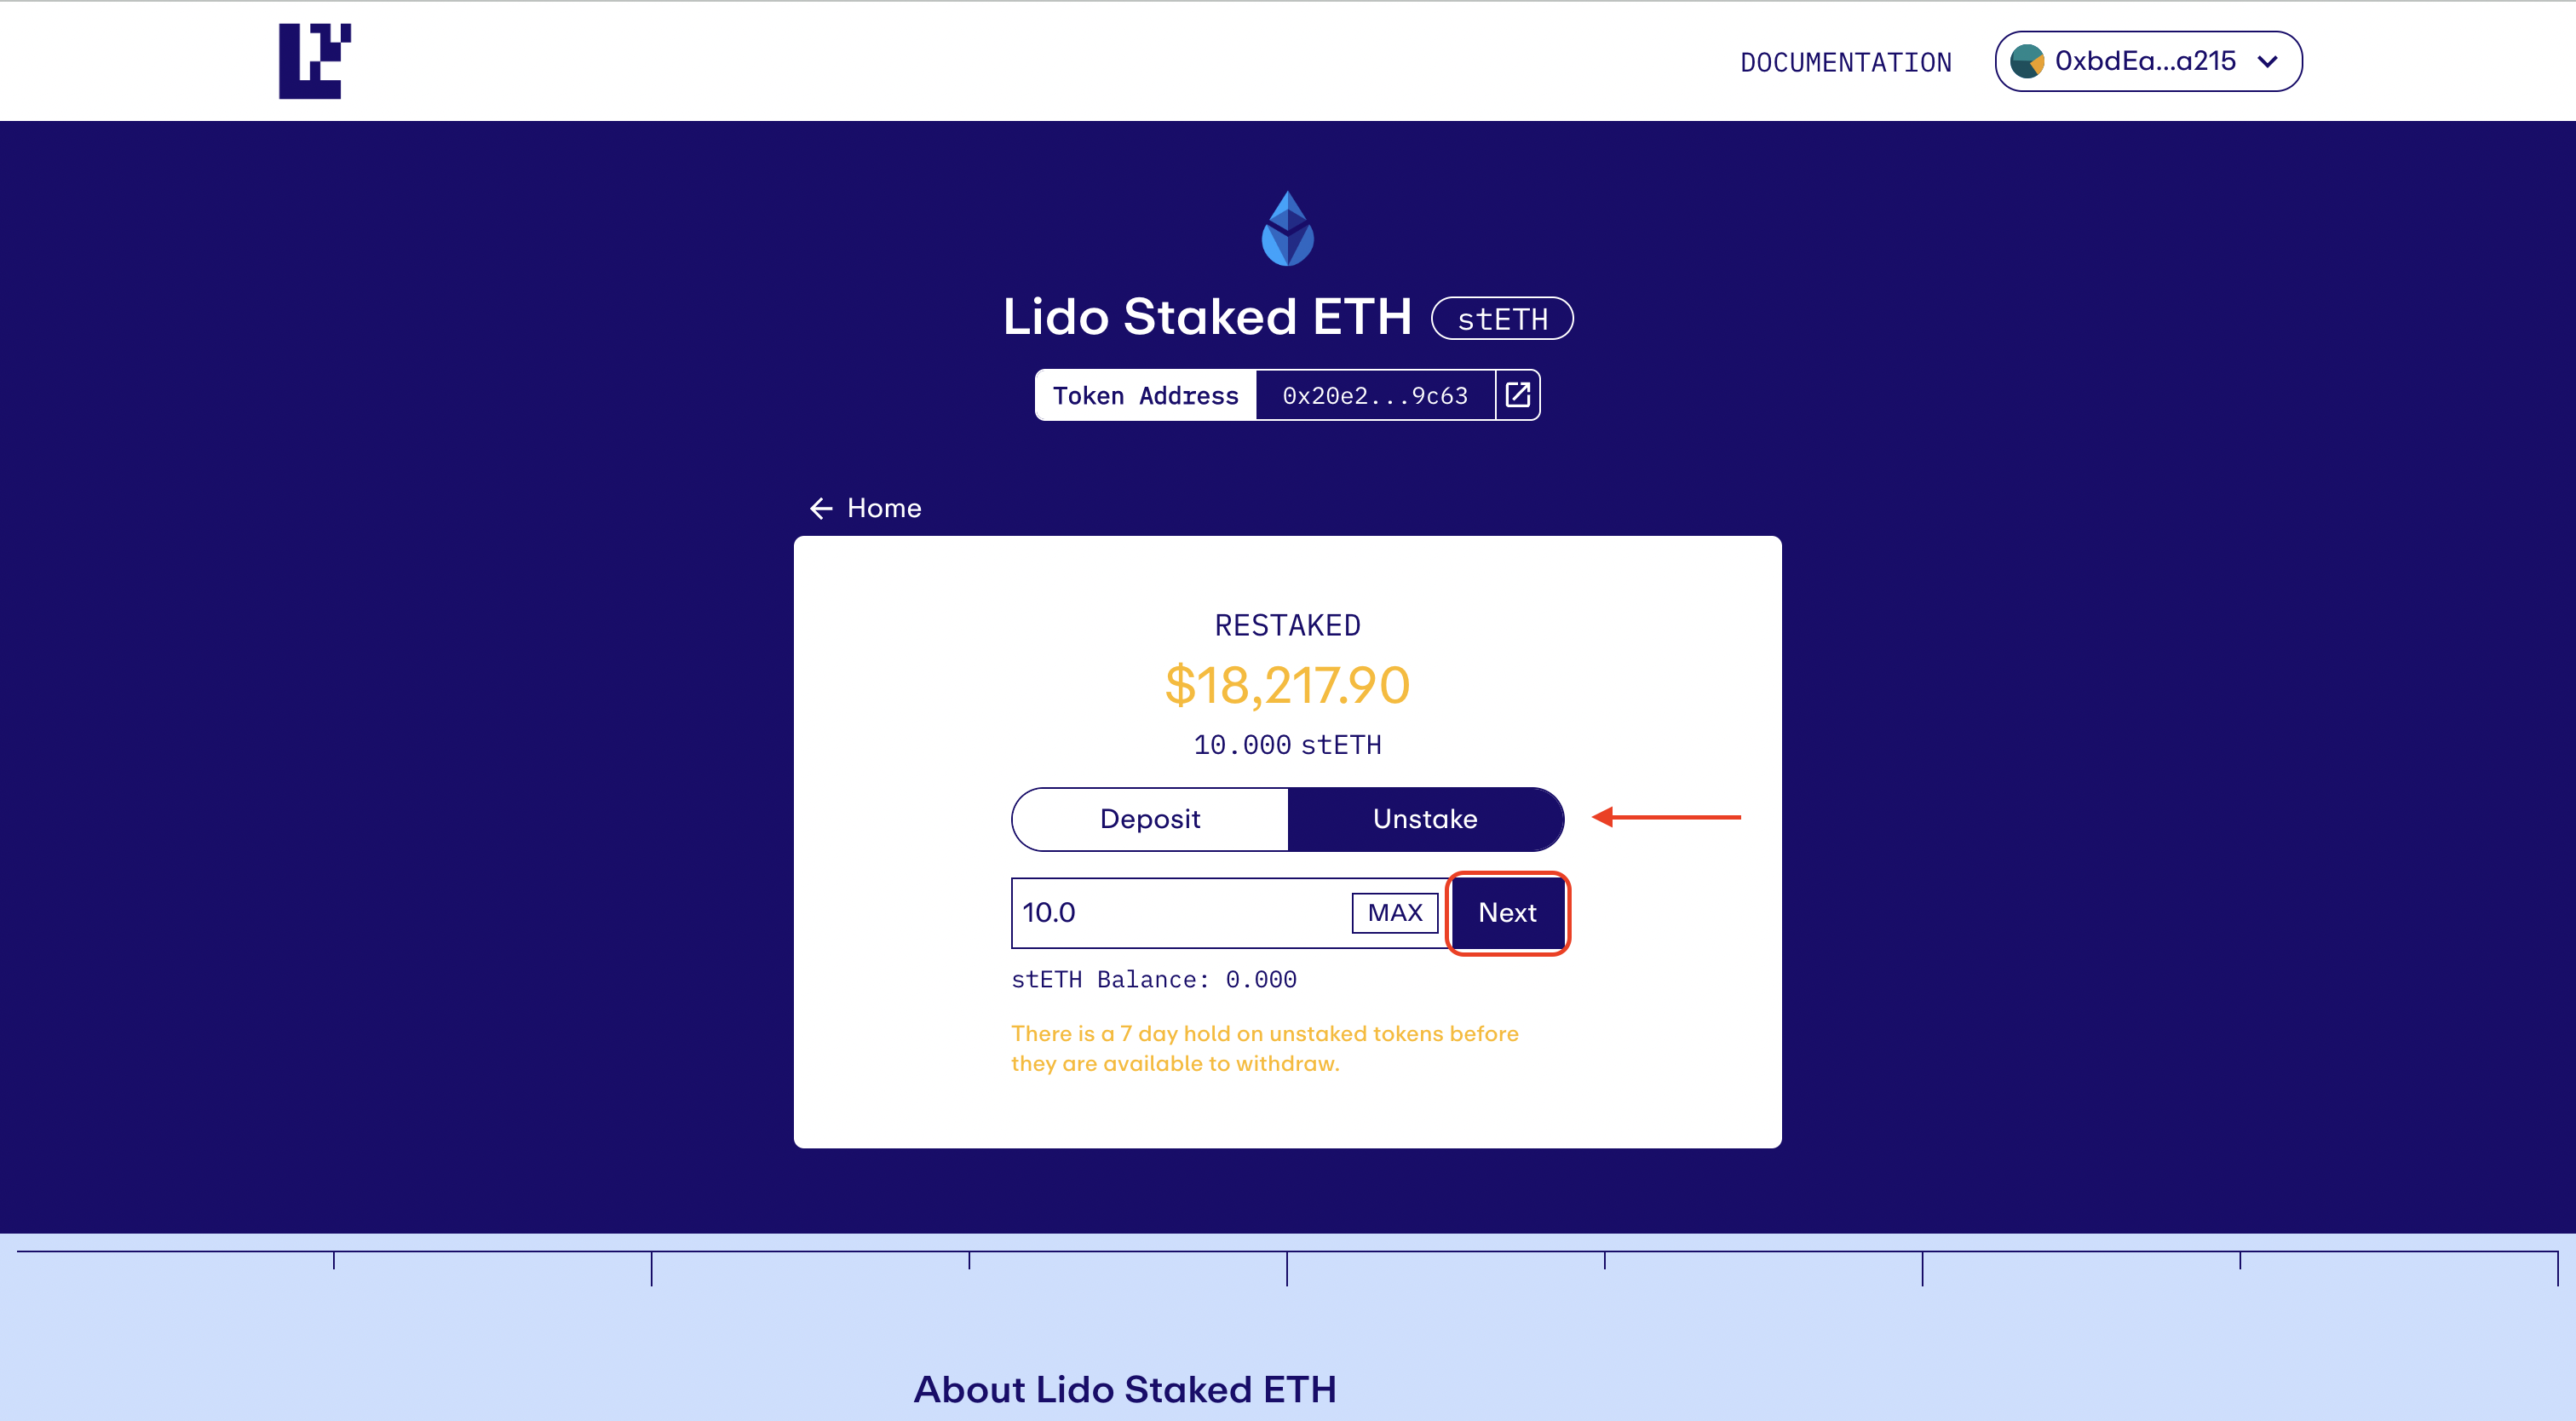 DOCUMENTATION
0xbdEa...a215
Lido Staked ETH stETH
Token Address 0x20e2...9c63
Home
RESTAKED
$18,217.90
10.000 stETH
Deposit Unstake
10.0 MAX Next
stETH Balance: 0.000
There is a 7 day hold on unstaked tokens before
they are available to withdraw.
About Lido Staked ETH